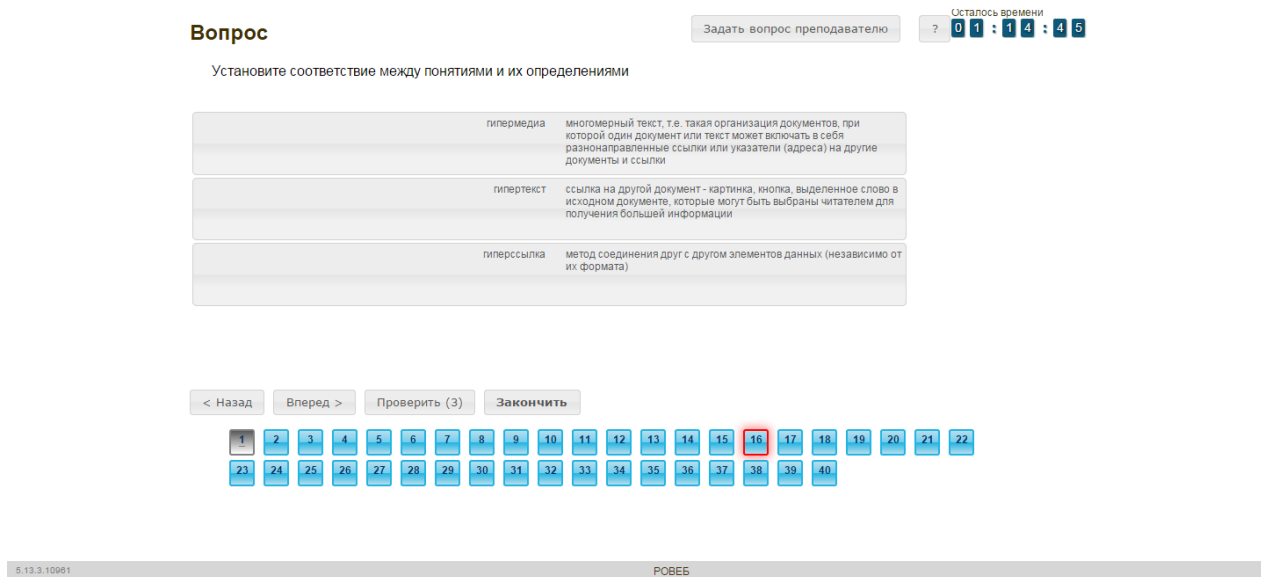 Осталось времени
Вопрос
Задать вопрос преподавателю
?
0 1 : 1 4 : 4 5
Установите соответствие между понятиями и их определениями
гипермедиа
многомерный текст, т.е. такая организация документов, при
которой один документ или текст может включать в себя
разнонаправленные ссылки или указатели (адреса) на другие
документы и ссылки
гипертекст
ссылка на другой документ - картинка, кнопка, выделенное слово в
исходном документе, которые могут быть выбраны читателем для
получения большей информации
гиперссылка
метод соединения друг с другом элементов данных (независимо от
их формата)
< Назад
Вперед >
Проверить (3)
Закончить
1 2 3 4 5 6 7 8 9 10 11 12 13 14 15 16 17 18 19 20 21 22
23 24 25 26 27 28 29 30 31 32 33 34 35 36 37 38 39 40
5.13.3.10961
РОВЕБ